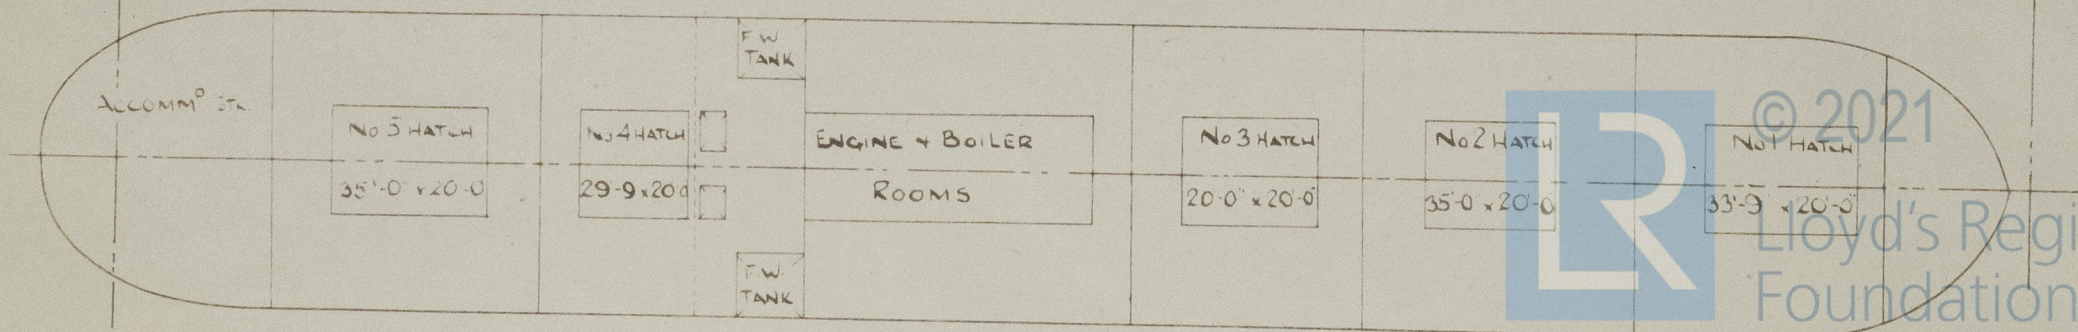 F W
TANK
ACCOMM^D ETC.
No 5 HATCH
35'-0" x 20'-0"
No 4 HATCH
29-9 x 20 0
ENGINE + BOILER
ROOMS
F.W.
TANK
No 3 HATCH
20'-0" x 20'-0"
No 2 HATCH
35'-0 x 20'-0
No 1 HATCH
33'-9" x 20'-0"
© 2021
LR
Lloyd's Regi
Foundation